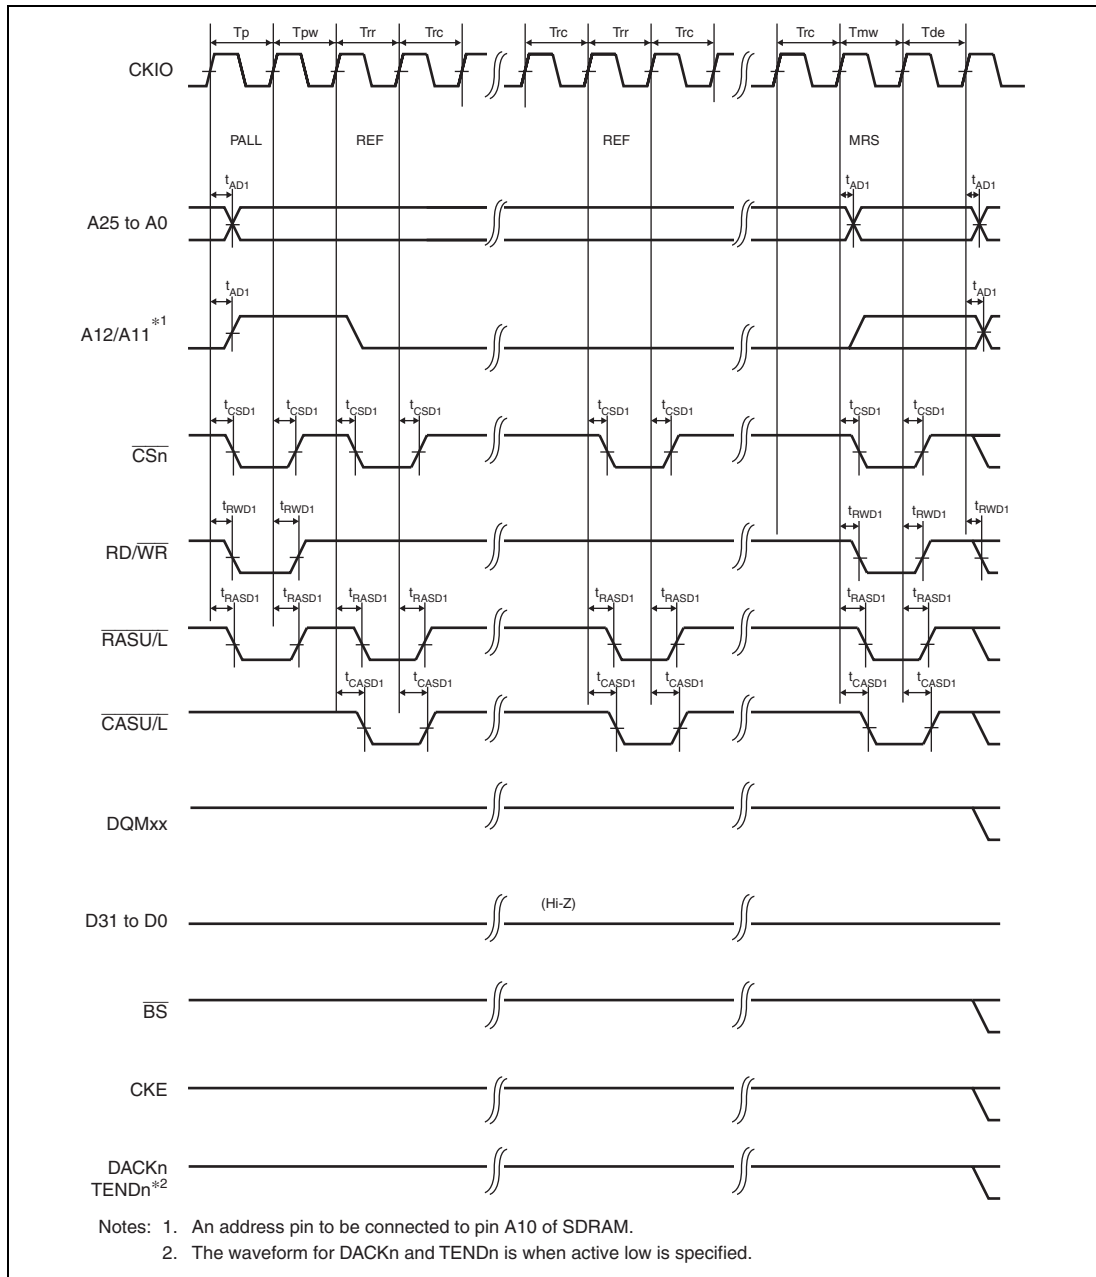 Tp Tpw Trr Trc Trc Trr Trc Trc Tmw Tde
CKIO
PALL REF REF MRS
tAD1 tAD1 tAD1
A25 to A0
tAD1 tAD1
A12/A11*1
tCSD1 tCSD1 tCSD1 tCSD1 tCSD1 tCSD1 tCSD1 tCSD1
CSn
tRWD1 tRWD1 tRWD1 tRWD1 tRWD1
RD/WR
tRASD1 tRASD1 tRASD1 tRASD1 tRASD1 tRASD1 tRASD1 tRASD1
RASU/L
tCASD1 tCASD1 tCASD1 tCASD1 tCASD1 tCASD1
CASU/L
DQMxx
(Hi-Z)
D31 to D0
BS
CKE
DACKn
TENDn*2
Notes: 1. An address pin to be connected to pin A10 of SDRAM.
2. The waveform for DACKn and TENDn is when active low is specified.